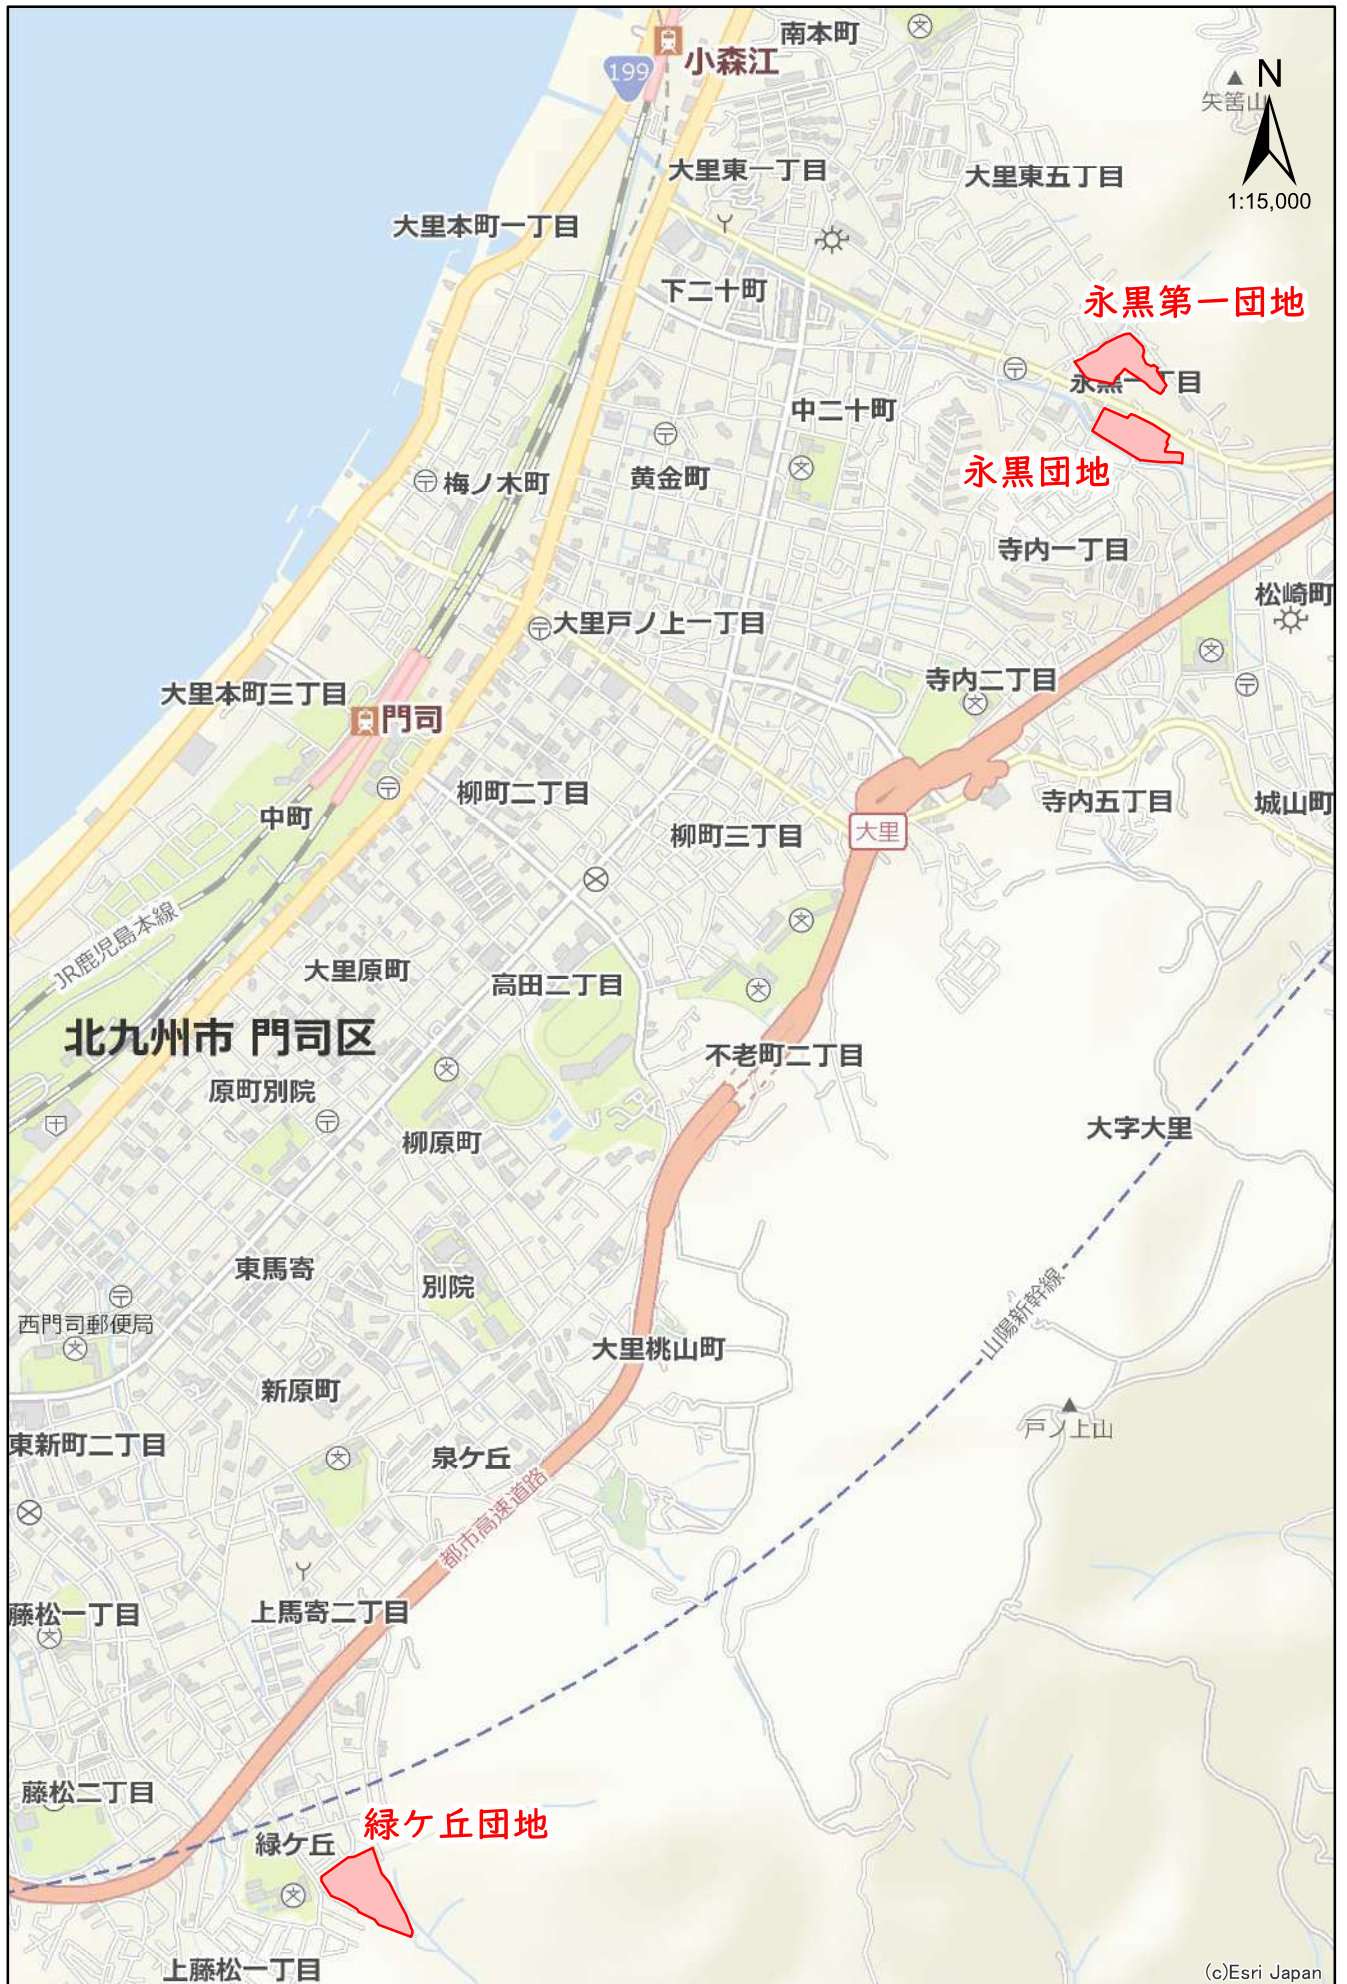 南本町
小森江
199
N
矢筈山
1:15,000
大里東一丁目
大里東五丁目
大里本町一丁目
下二十町
永黒第一団地
永黒一丁目
中二十町
永黒団地
黄金町
梅ノ木町
寺内一丁目
松崎町
大里戸ノ上一丁目
寺内二丁目
大里本町三丁目
門司
柳町二丁目
寺内五丁目
城山町
中町
柳町三丁目
大里
JR鹿児島本線
大里原町
高田二丁目
北九州市 門司区
不老町二丁目
原町別院
柳原町
大字大里
東馬寄
別院
山陽新幹線
西門司郵便局
大里桃山町
新原町
戸ノ上山
東新町二丁目
泉ケ丘
都市高速道路
藤松一丁目
上馬寄二丁目
藤松二丁目
緑ケ丘団地
緑ケ丘
上藤松一丁目
(c)Esri Japan